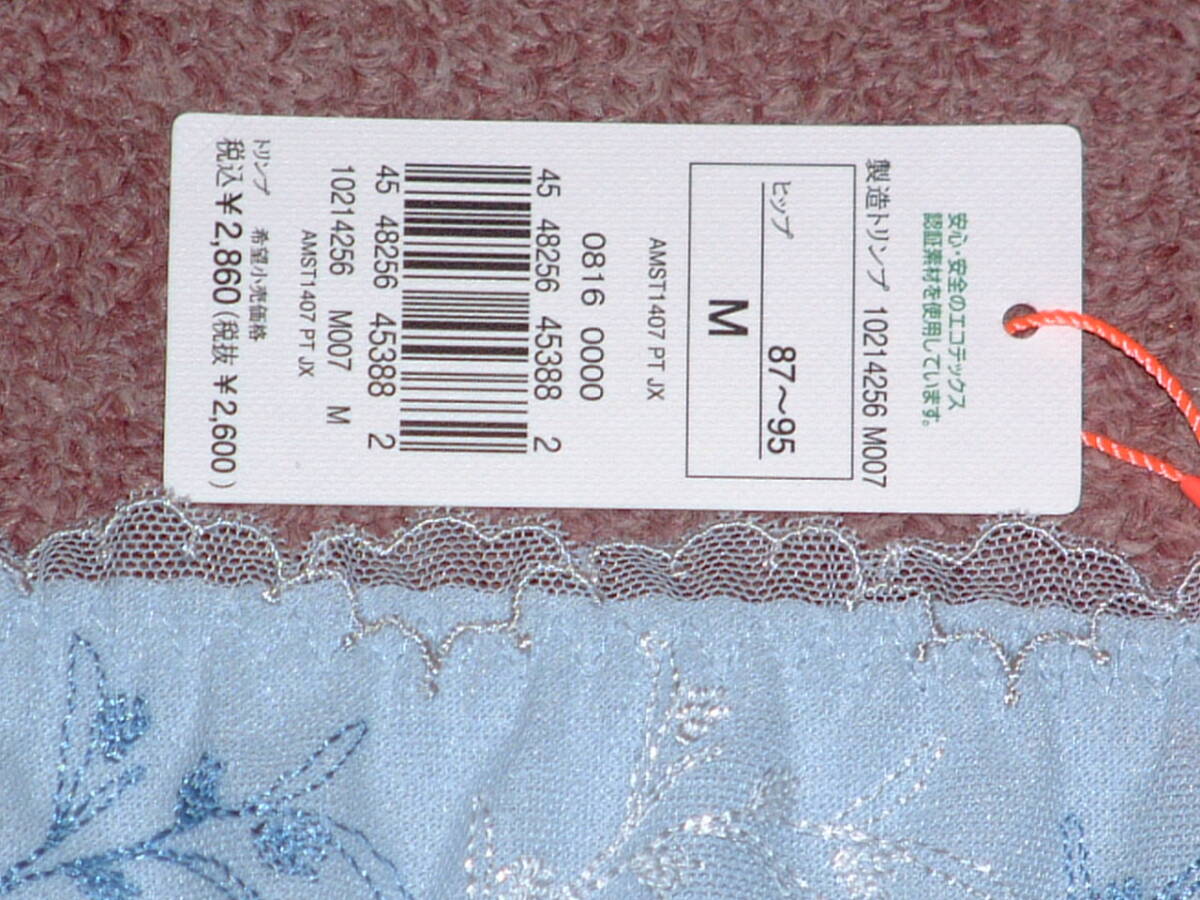 安心・安全のエコテックス
認証素材を使用しています。
製造トリンプ 10214256 M007
ヒップ 87～95
M
AMST1407 PT JX
0816 0000
45 48256 45388 2
45 48256 45388 2
10214256 M007 M
AMST1407 PT JX
トリンプ 希望小売価格
税込￥2,860(税抜￥2,600)